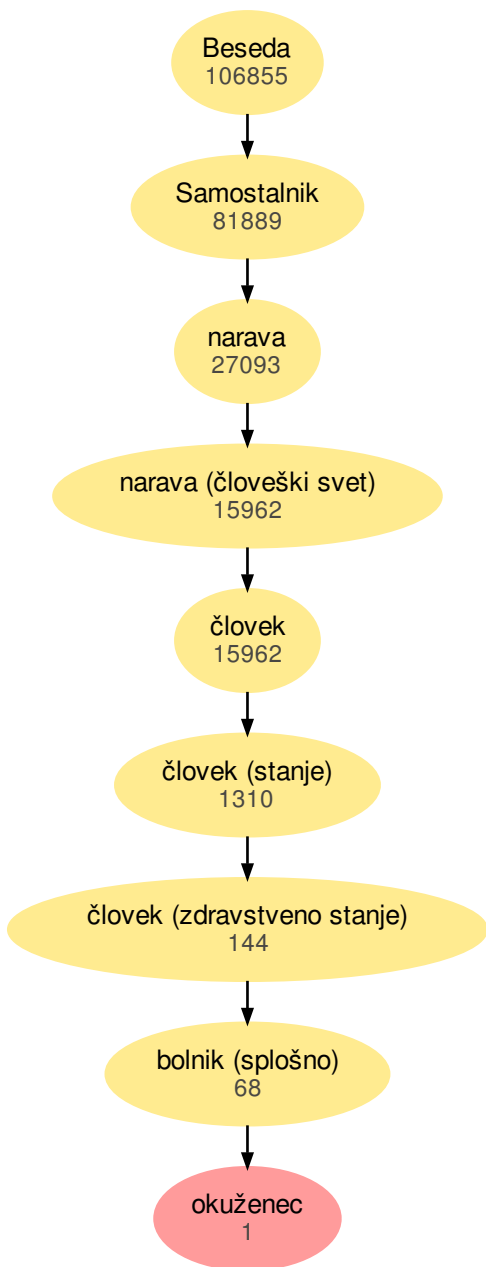 Beseda
106855
Samostalnik
81889
narava
27093
narava (človeški svet)
15962
človek
15962
človek (stanje)
1310
človek (zdravstveno stanje)
144
bolnik (splošno)
68
okuženec
1